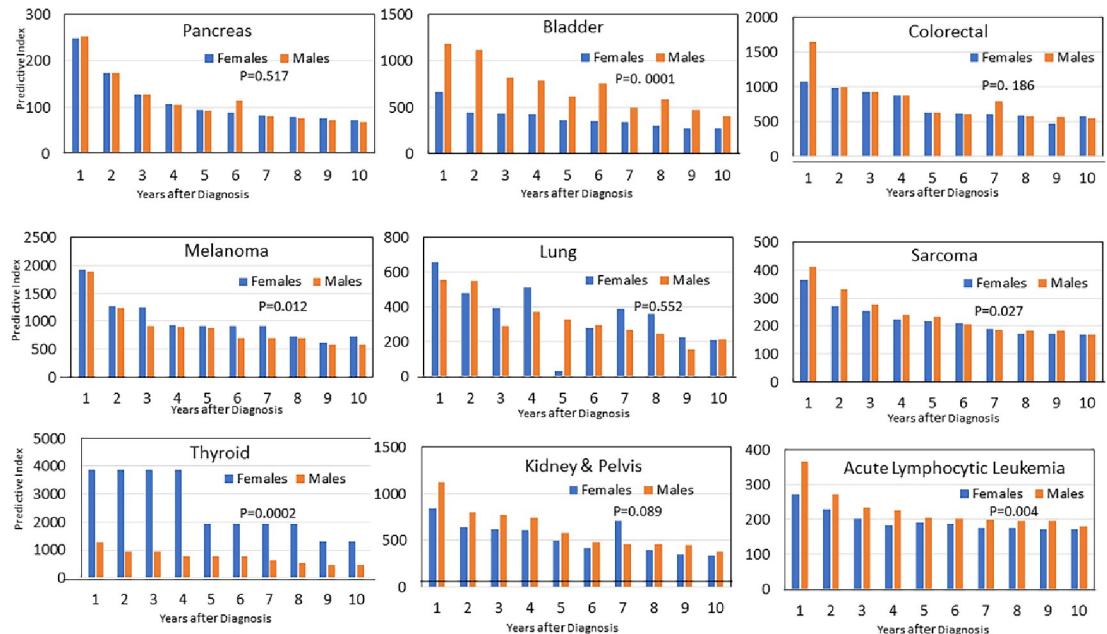 Pancreas
Females Males
P=0.517
Predictive Index
300
200
100
0
1 2 3 4 5 6 7 8 9 10
Years after Diagnosis
Bladder
Females Males
P=0. 0001
1500
1000
500
0
1 2 3 4 5 6 7 8 9 10
Years after Diagnosis
Colorectal
Females Males
P=0. 186
2000
1500
1000
500
0
1 2 3 4 5 6 7 8 9 10
Years after Diagnosis
Melanoma
Females Males
P=0.012
Predictive Index
2500
2000
1500
1000
500
0
1 2 3 4 5 6 7 8 9 10
Years after Diagnosis
Lung
Females Males
P=0.552
800
600
400
200
0
1 2 3 4 5 6 7 8 9 10
Years after Diagnosis
Sarcoma
Females Males
P=0.027
500
400
300
200
100
0
1 2 3 4 5 6 7 8 9 10
Years after Diagnosis
Thyroid
Females Males
P=0.0002
Predictive Index
5000
4000
3000
2000
1000
0
1 2 3 4 5 6 7 8 9 10
Years after Diagnosis
Kidney & Pelvis
Females Males
P=0.089
1500
1000
500
0
1 2 3 4 5 6 7 8 9 10
Years after Diagnosis
Acute Lymphocytic Leukemia
Females Males
P=0.004
400
300
200
100
0
1 2 3 4 5 6 7 8 9 10
Years after Diagnosis